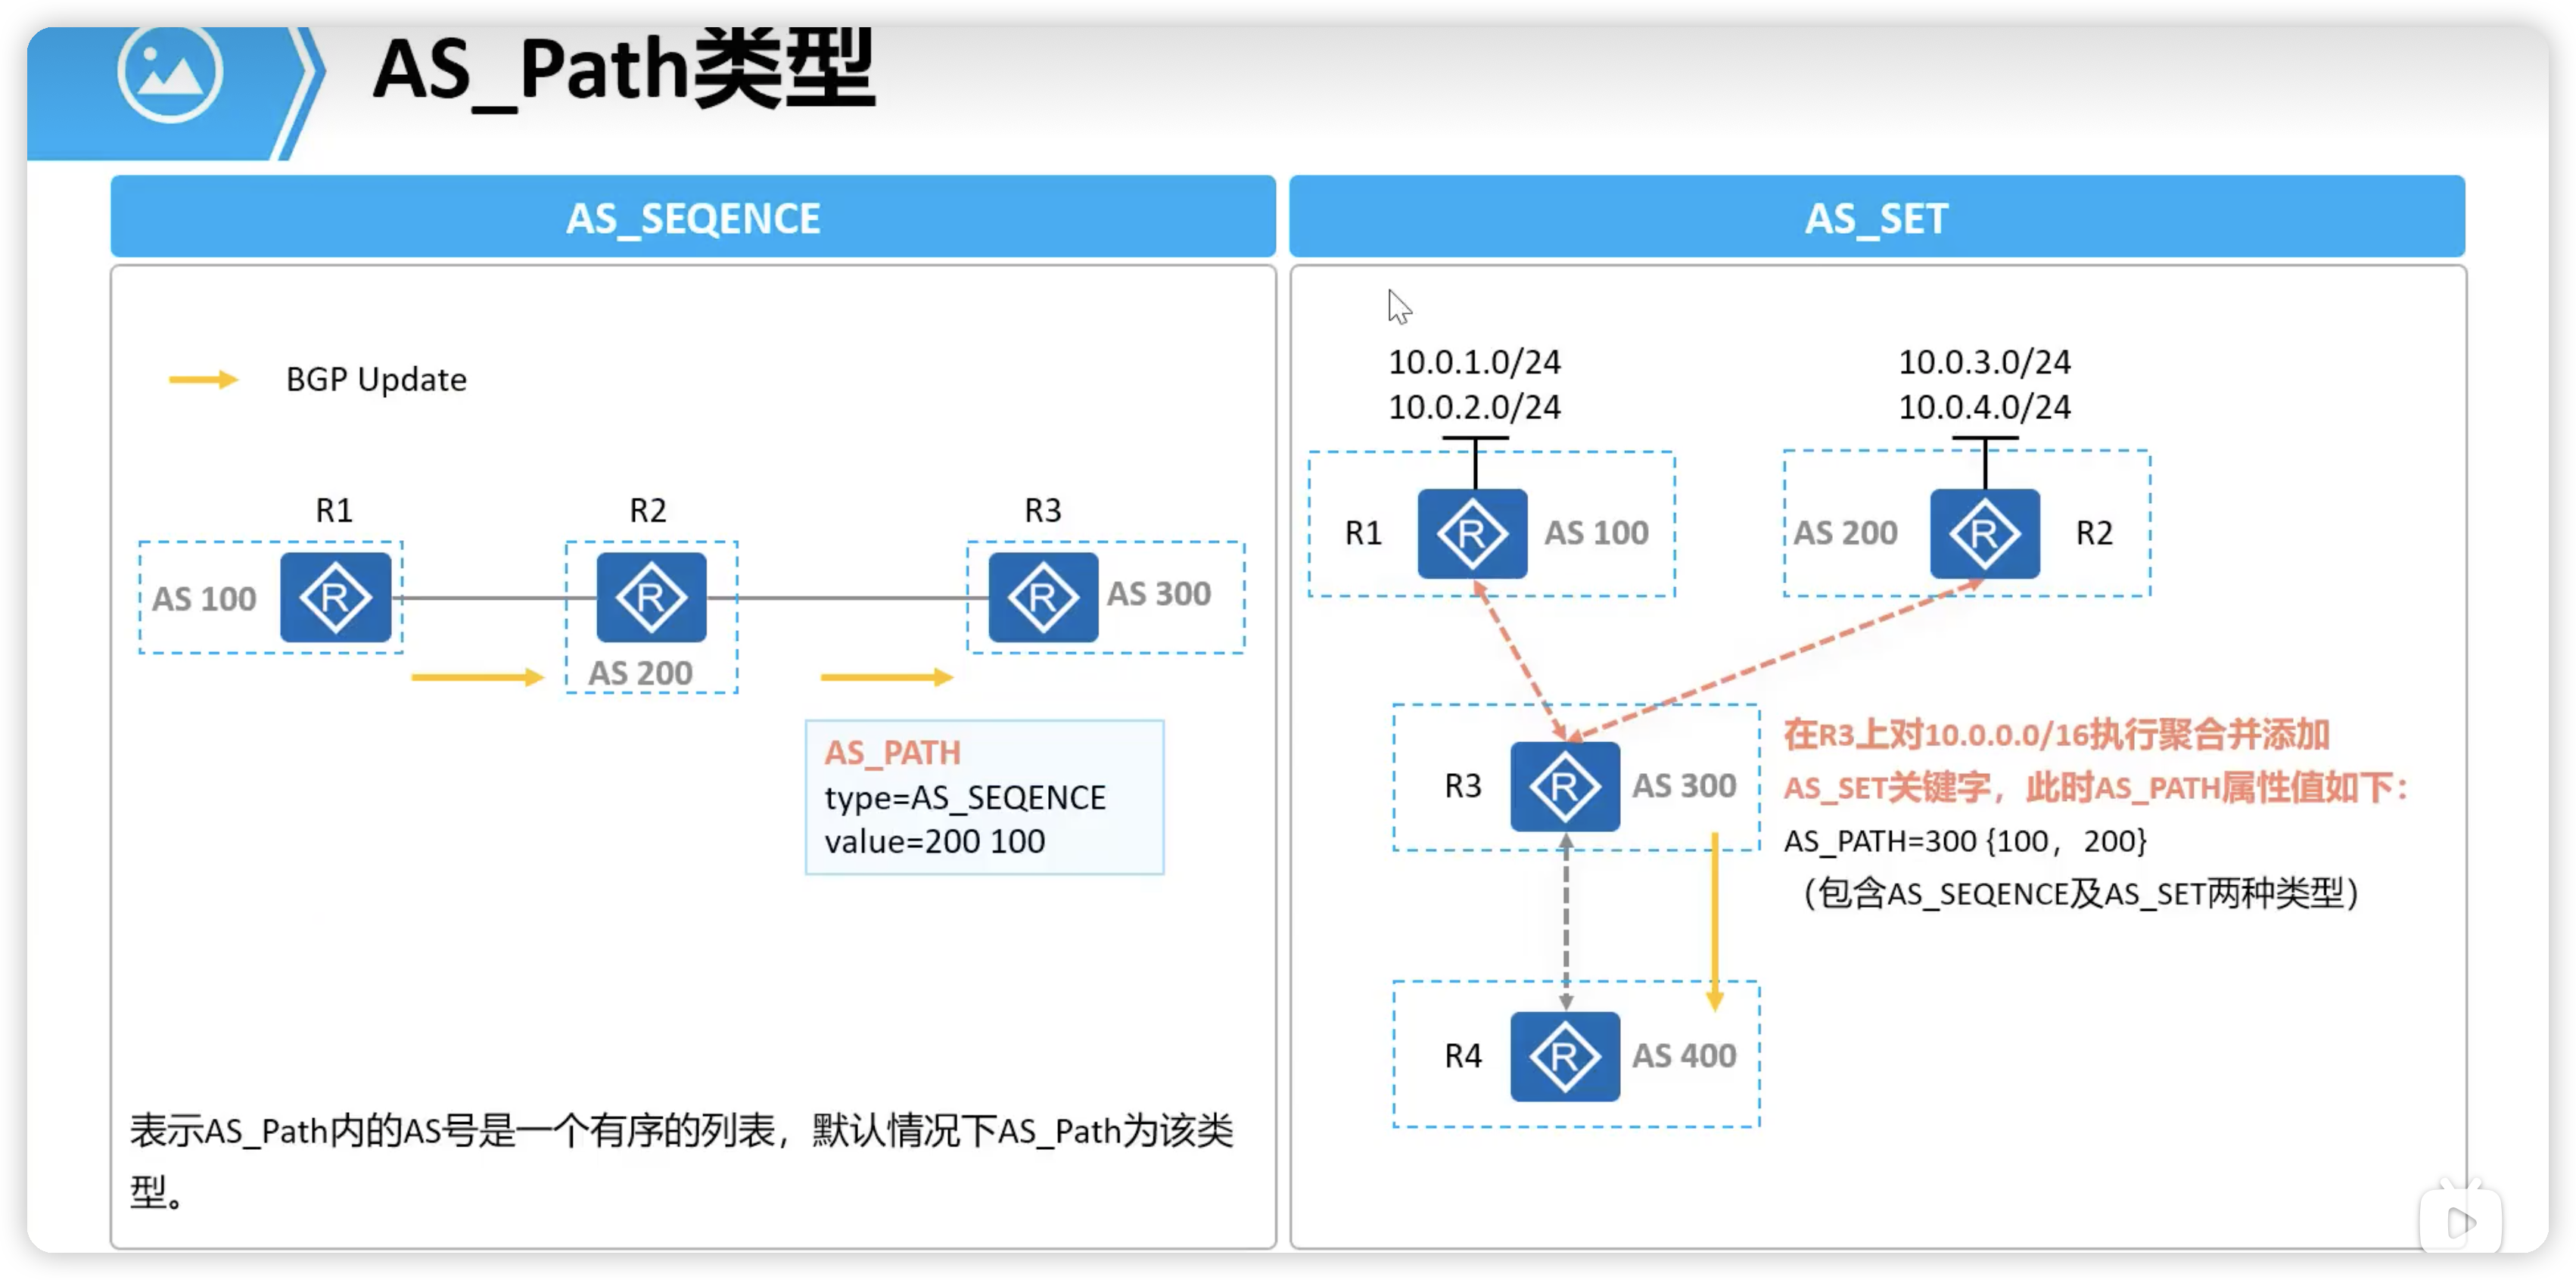 AS_Path类型
AS_SEQENCE
BGP Update
R1
R2
R3
AS 100
AS 200
AS 300
AS_PATH
type=AS_SEQENCE
value=200 100
表示AS_Path内的AS号是一个有序的列表，默认情况下AS_Path为该类
型。
AS_SET
10.0.1.0/24
10.0.2.0/24
10.0.3.0/24
10.0.4.0/24
R1
AS 100
AS 200
R2
R3
AS 300
在R3上对10.0.0.0/16执行聚合并添加
AS_SET关键字，此时AS_PATH属性值如下：
AS_PATH=300 {100，200}
（包含AS_SEQENCE及AS_SET两种类型）
R4
AS 400